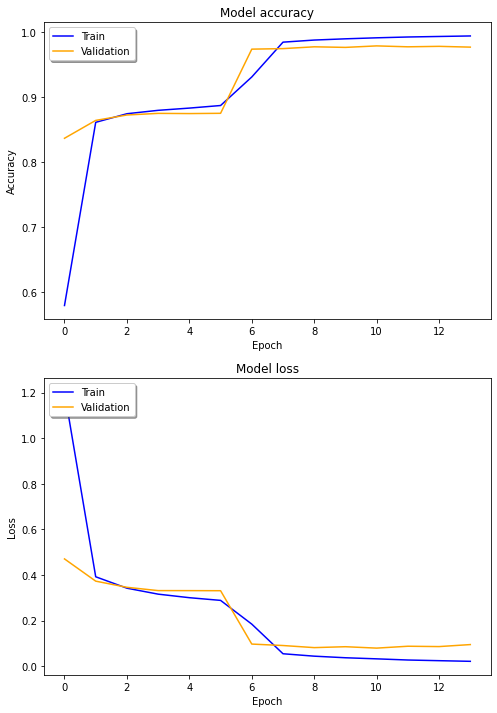 Model accuracy
Train
Validation
1.0
0.9
0.8
0.7
0.6
Accuracy
0 2 4 6 8 10 12
Epoch
Model loss
Train
Validation
1.2
1.0
0.8
0.6
0.4
0.2
0.0
Loss
0 2 4 6 8 10 12
Epoch